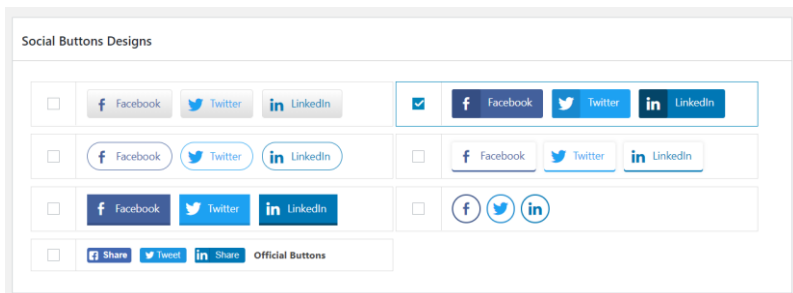 Social Buttons Designs
Facebook Twitter LinkedIn
Facebook Twitter LinkedIn
Facebook Twitter LinkedIn
Facebook Twitter LinkedIn
Facebook Twitter LinkedIn
Share Tweet Share Official Buttons